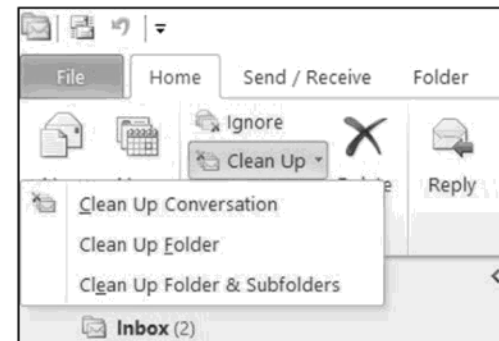 File Home Send / Receive Folder
Ignore
Clean Up
Reply
Clean Up Conversation
Clean Up Folder
Clean Up Folder & Subfolders
Inbox (2)